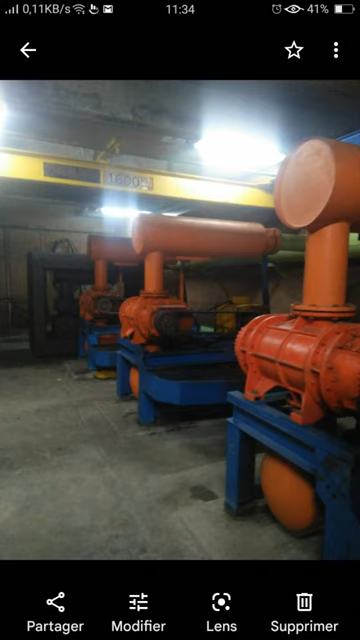 0,11KB/s
11:34
41%
1600
Partager
Modifier
Lens
Supprimer